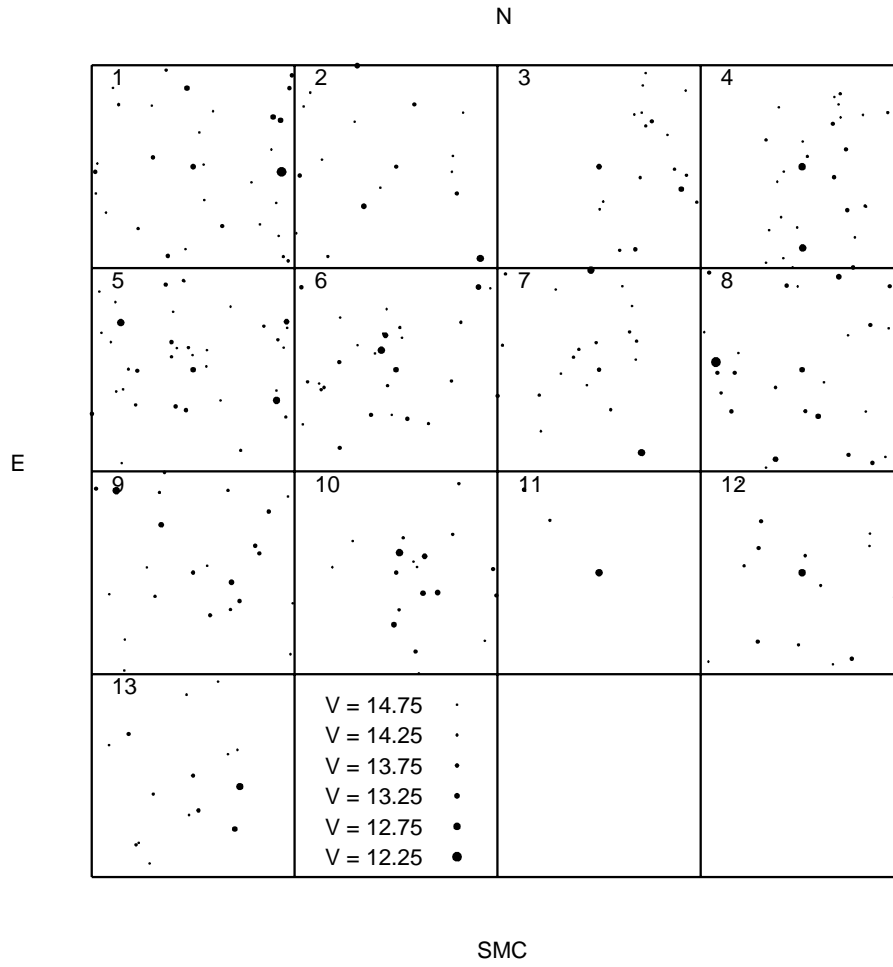 N
1 2 3 4
5 6 7 8
E
9 10 11 12
13
V = 14.75
V = 14.25
V = 13.75
V = 13.25
V = 12.75
V = 12.25
SMC